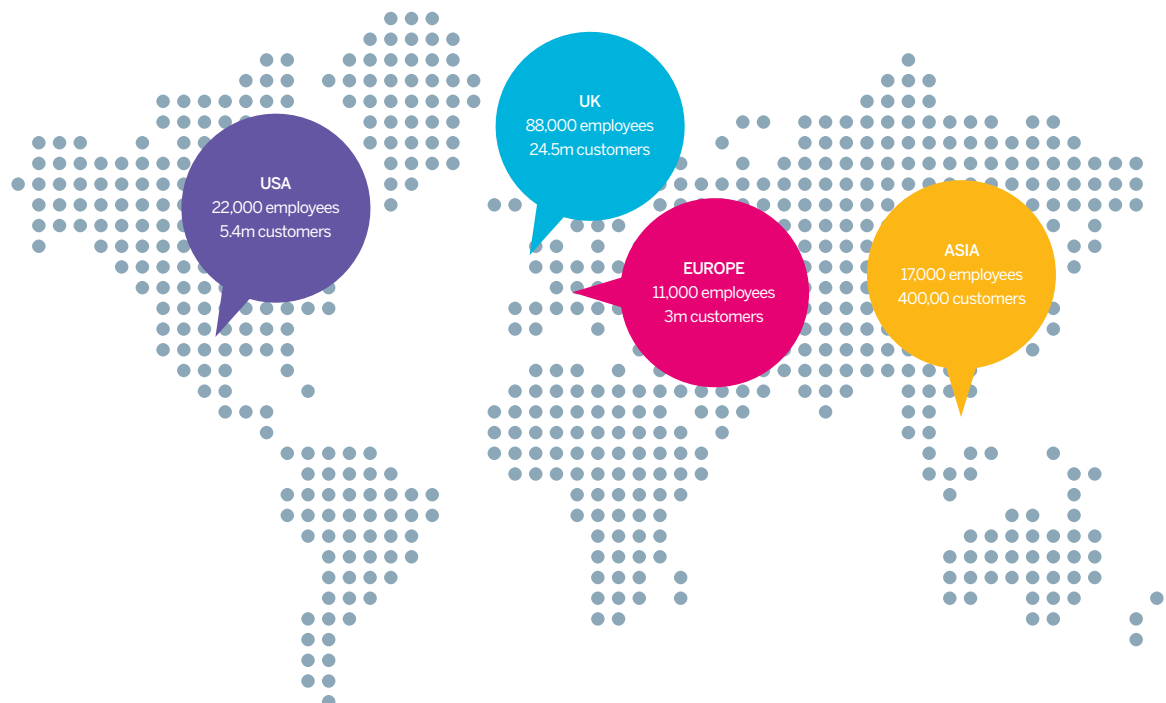 UK
88,000 employees
24.5m customers
USA
22,000 employees
5.4m customers
EUROPE
11,000 employees
3m customers
ASIA
17,000 employees
400,00 customers